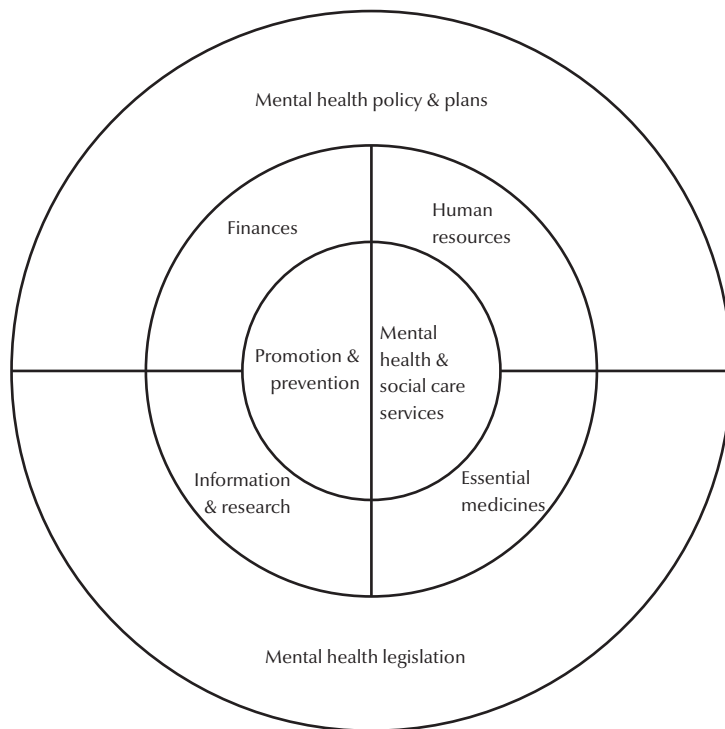 Mental health policy & plans
Finances
Human
resources
Promotion &
prevention
Mental
health &
social care
services
Information
& research
Essential
medicines
Mental health legislation